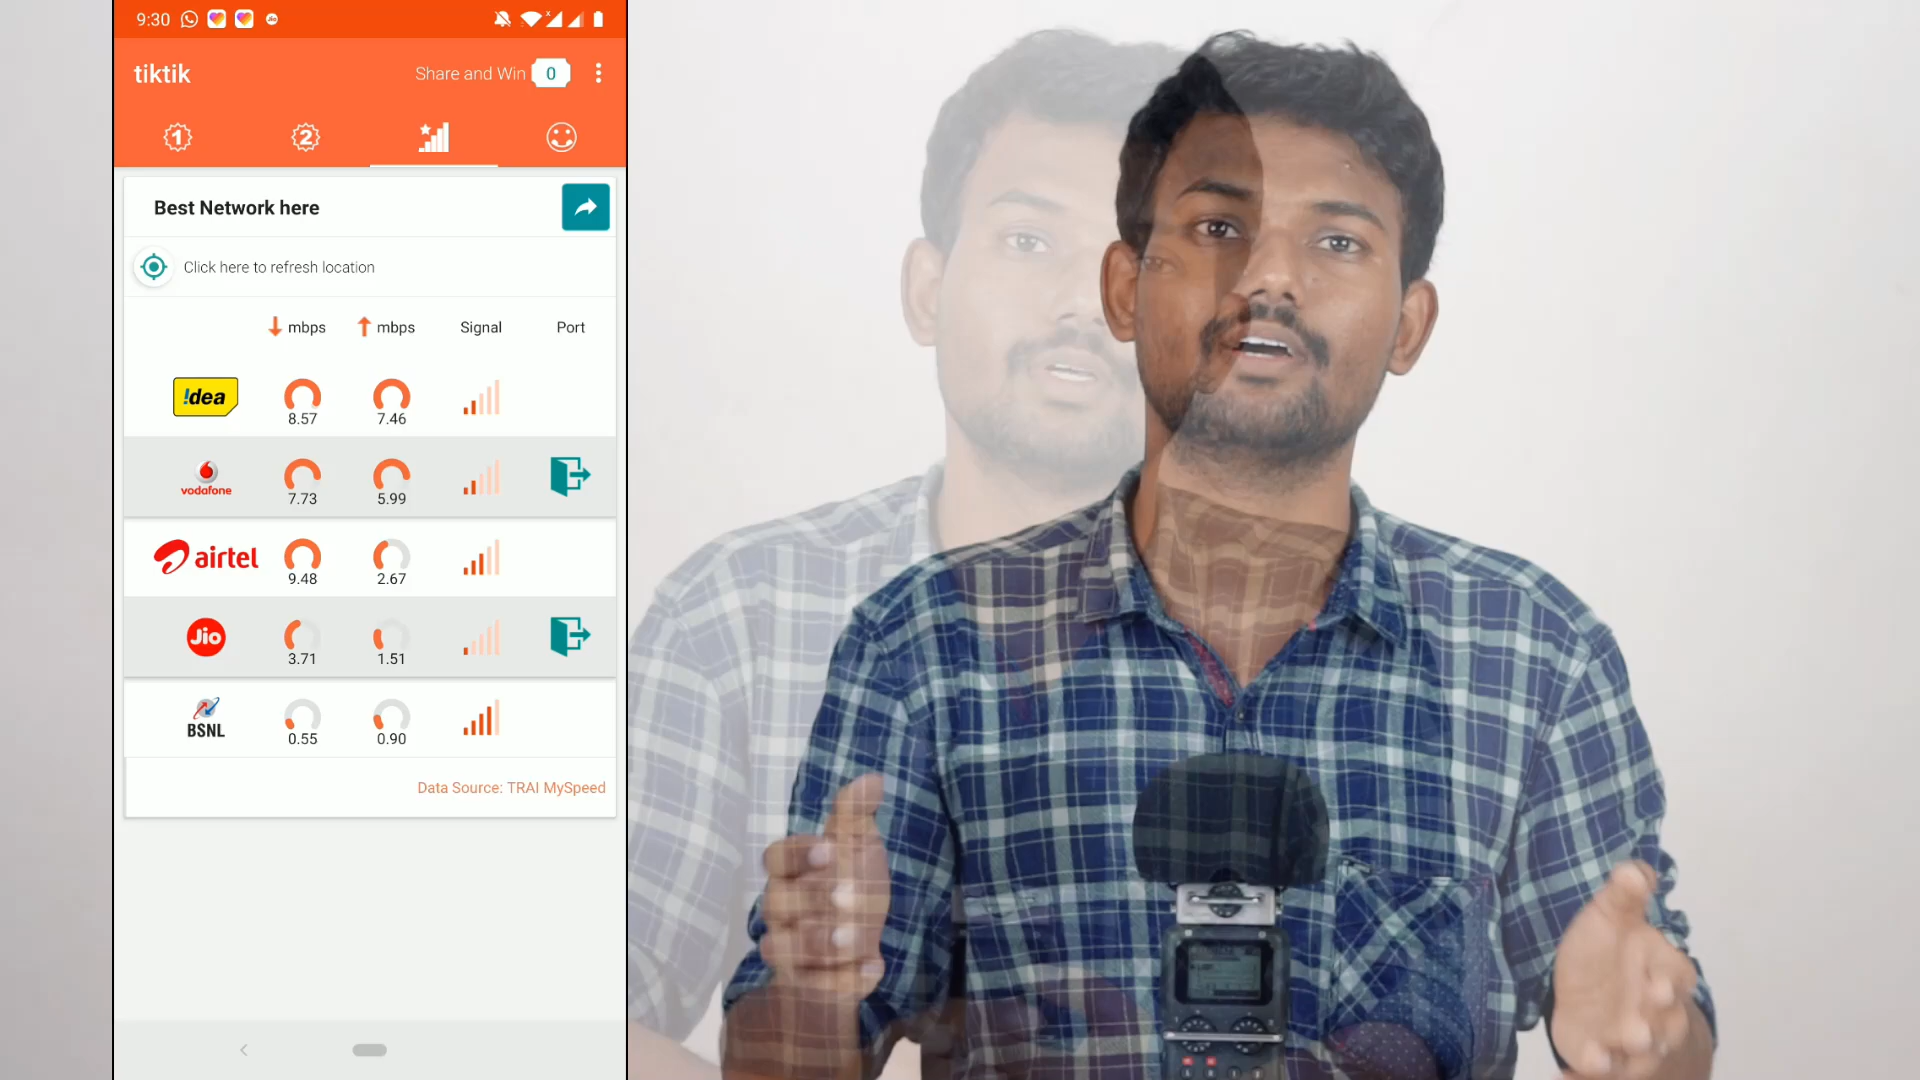 9:30
tiktik
Share and Win 0
1 2
Best Network here
Click here to refresh location
mbps mbps Signal Port
!dea 8.57 7.46
vodafone 7.73 5.99
airtel 9.48 2.67
Jio 3.71 1.51
BSNL 0.55 0.90
Data Source: TRAI MySpeed